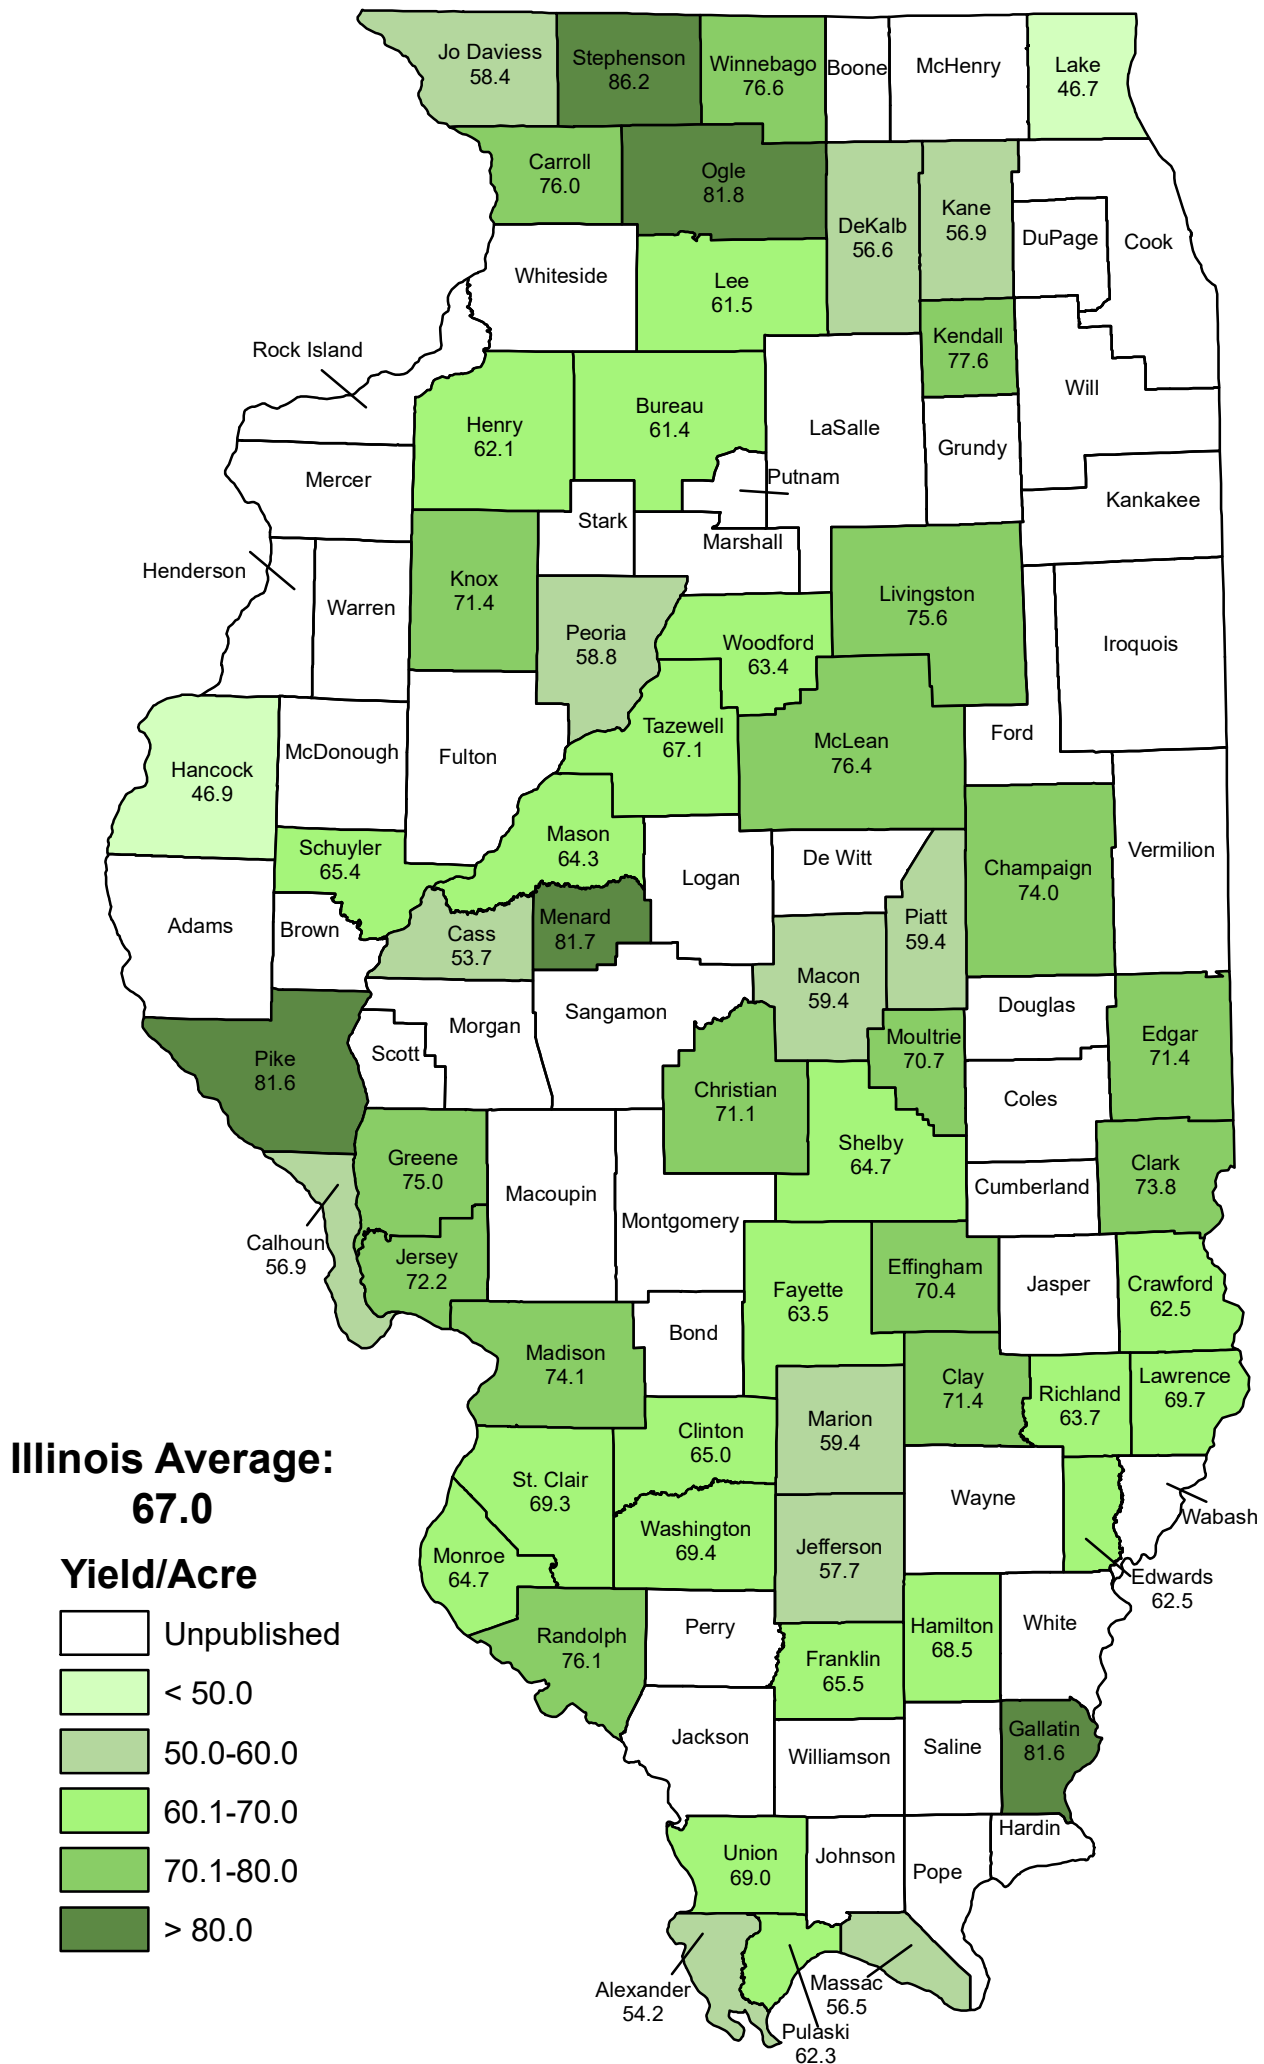 Jo Daviess
58.4
Stephenson
86.2
Winnebago
76.6
Boone
McHenry
Lake
46.7
Carroll
76.0
Ogle
81.8
DeKalb
56.6
Kane
56.9
DuPage
Cook
Whiteside
Lee
61.5
Kendall
77.6
Rock Island
Will
Henry
62.1
Bureau
61.4
LaSalle
Grundy
Mercer
Putnam
Kankakee
Stark
Marshall
Henderson
Warren
Knox
71.4
Peoria
58.8
Woodford
63.4
Livingston
75.6
Iroquois
Hancock
46.9
McDonough
Fulton
Tazewell
67.1
McLean
76.4
Ford
Schuyler
65.4
Mason
64.3
Logan
De Witt
Champaign
74.0
Vermilion
Adams
Brown
Cass
53.7
Menard
81.7
Piatt
59.4
Macon
59.4
Sangamon
Douglas
Morgan
Scott
Pike
81.6
Christian
71.1
Moultrie
70.7
Edgar
71.4
Coles
Greene
75.0
Shelby
64.7
Clark
73.8
Macoupin
Cumberland
Montgomery
Calhoun
56.9
Jersey
72.2
Fayette
63.5
Effingham
70.4
Jasper
Crawford
62.5
Bond
Madison
74.1
Clay
71.4
Richland
63.7
Lawrence
69.7
Marion
59.4
Clinton
65.0
St. Clair
69.3
Wayne
Wabash
Washington
69.4
Jefferson
57.7
Monroe
64.7
Edwards
62.5
Perry
Hamilton
68.5
White
Randolph
76.1
Franklin
65.5
Jackson
Williamson
Saline
Gallatin
81.6
Hardin
Union
69.0
Johnson
Pope
Alexander
54.2
Massac
56.5
Pulaski
62.3
Illinois Average:
67.0
Yield/Acre
Unpublished
< 50.0
50.0-60.0
60.1-70.0
70.1-80.0
> 80.0